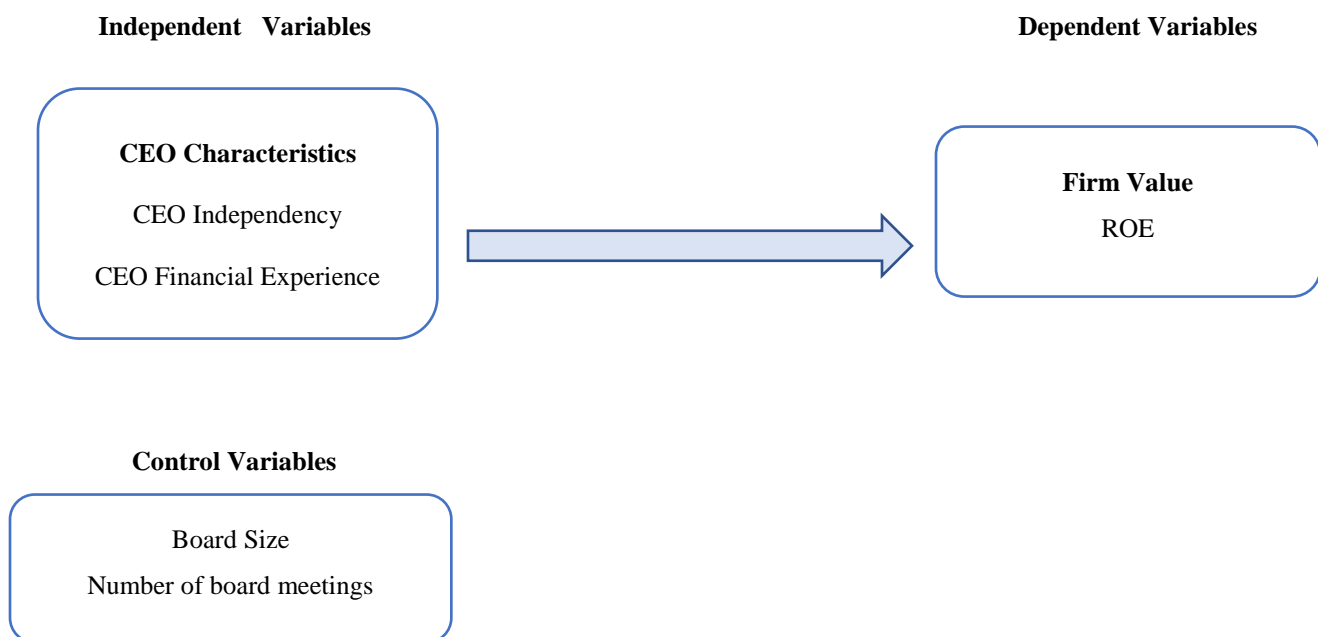 Independent Variables
Dependent Variables
CEO Characteristics
CEO Independency
CEO Financial Experience
Firm Value
ROE
Control Variables
Board Size
Number of board meetings